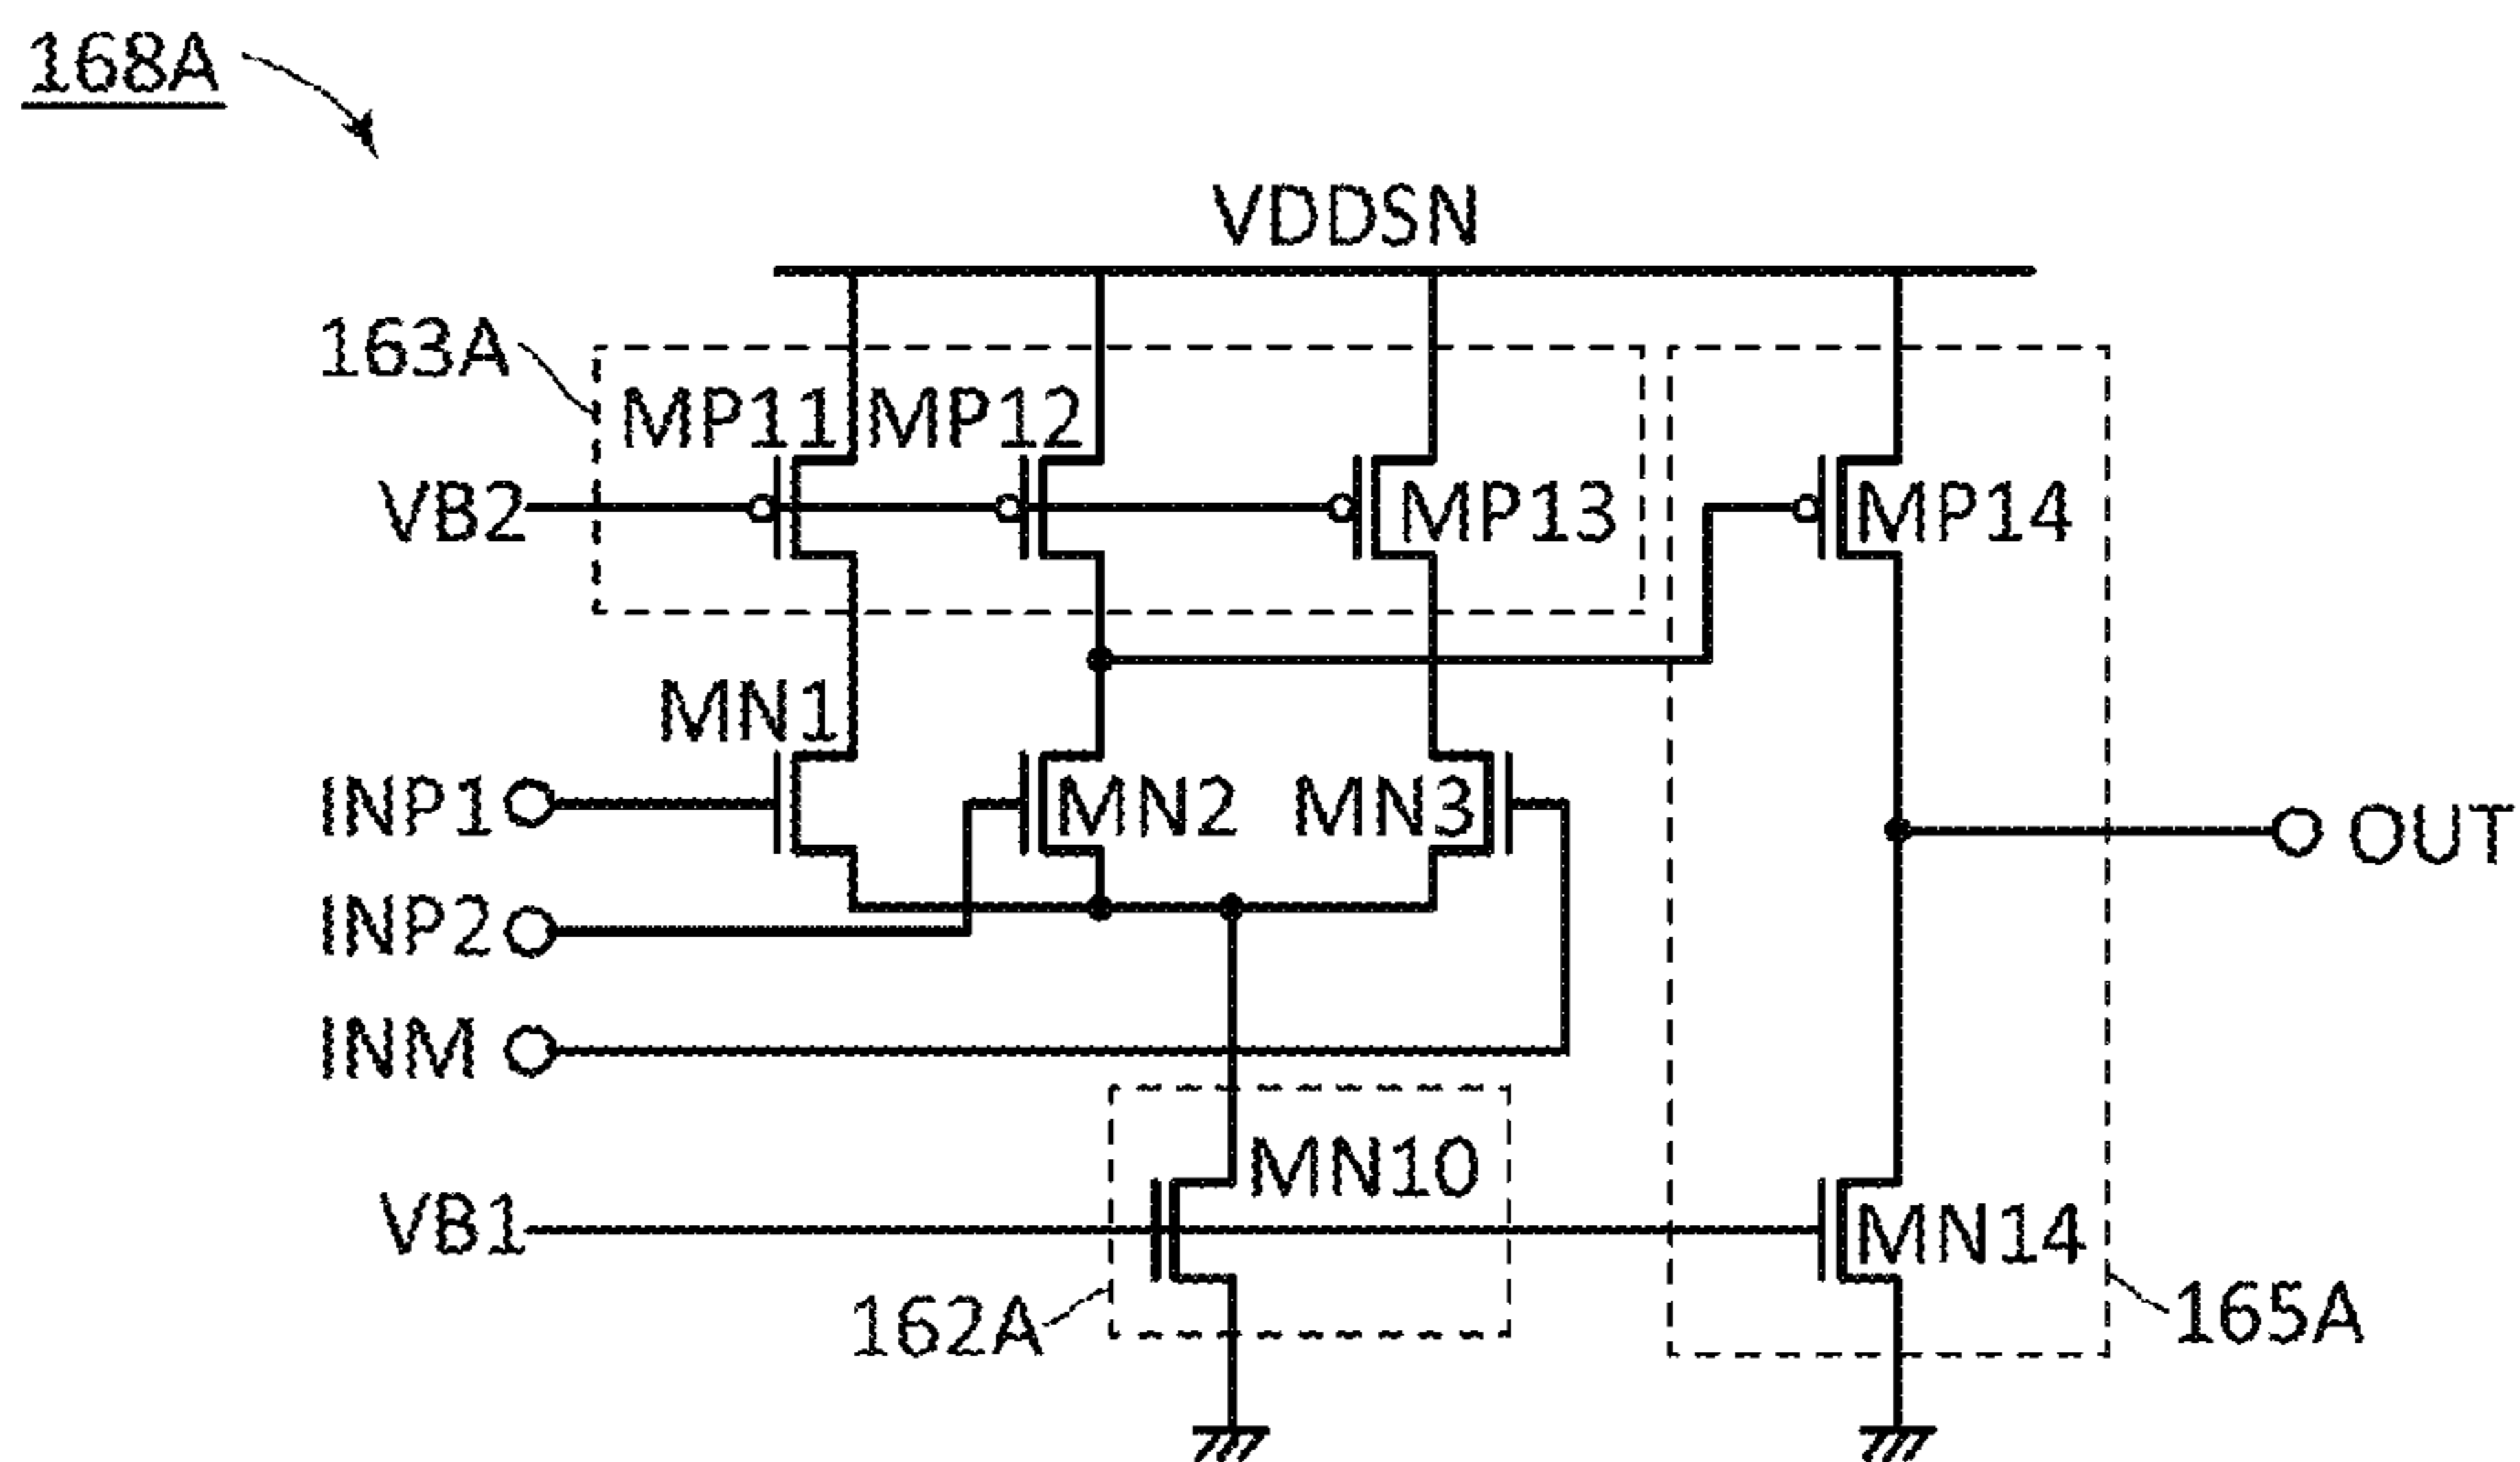 168A
VDDSN
163A
MP11 MP12
VB2 MP13 MP14
MN1
INP1 MN2 MN3 OUT
INP2
INM
MN10
VB1 MN14
162A 165A